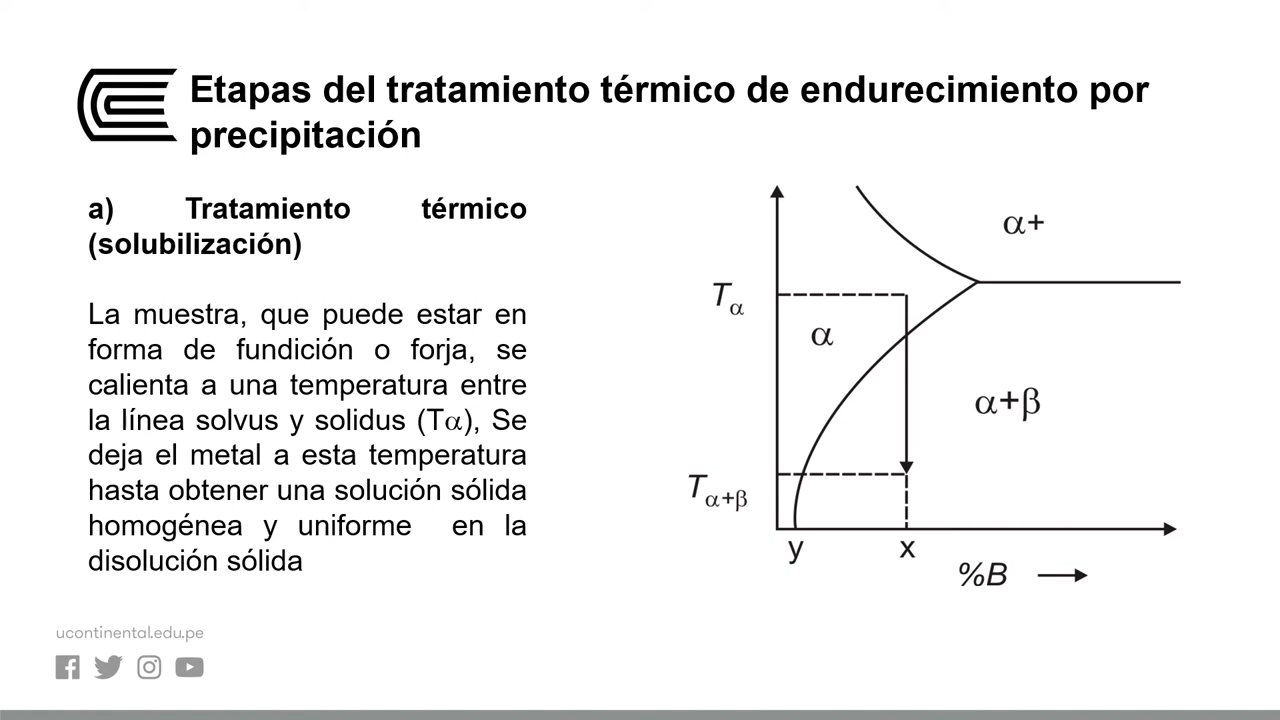 Etapas del tratamiento térmico de endurecimiento por
precipitación
a) Tratamiento térmico
(solubilización)
La muestra, que puede estar en
forma de fundición o forja, se
calienta a una temperatura entre
la línea solvus y solidus (Tα), Se
deja el metal a esta temperatura
hasta obtener una solución sólida
homogénea y uniforme en la
disolución sólida
α+
Tα
α
α+β
Tα+β
y
x
%B
ucontinental.edu.pe